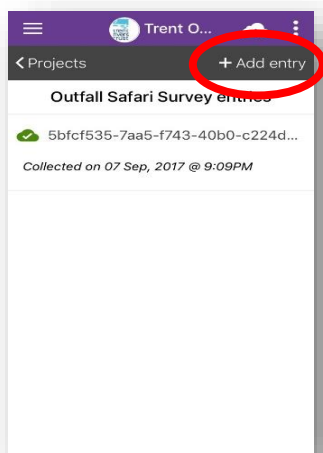 Trent O...
Projects + Add entry
Outfall Safari Survey entries
5bfcf535-7aa5-f743-40b0-c224d...
Collected on 07 Sep, 2017 @ 9:09PM